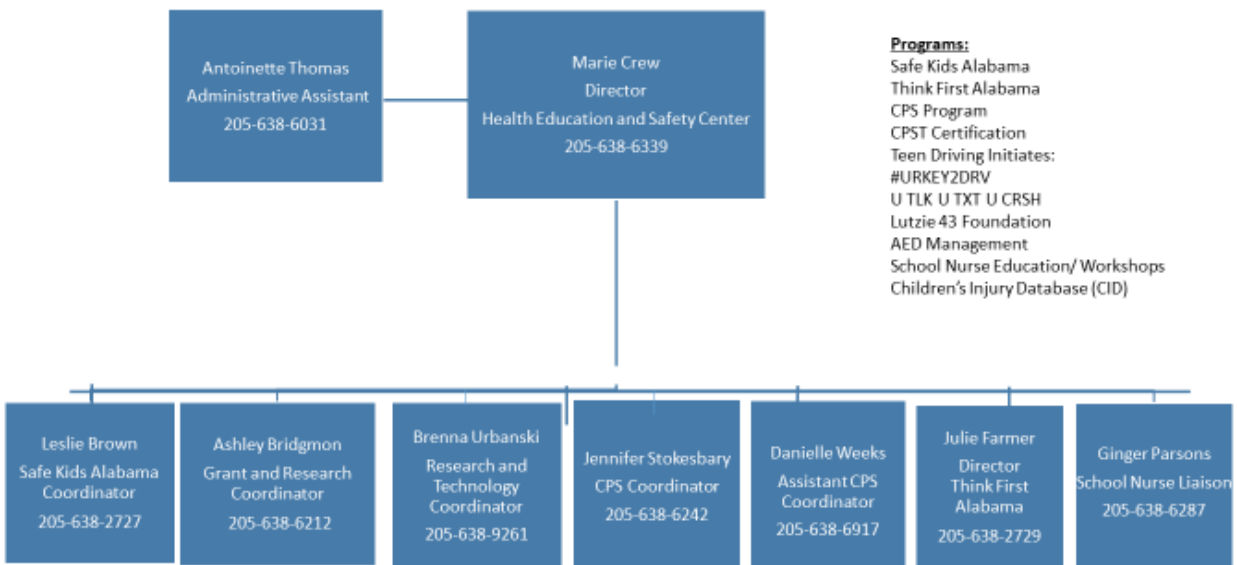 Antoinette Thomas
Administrative Assistant
205-638-6031
Marie Crew
Director
Health Education and Safety Center
205-638-6339
Programs:
Safe Kids Alabama
Think First Alabama
CPS Program
CPST Certification
Teen Driving Initiates:
#URKEY2DRV
U TLK U TXT U CRSH
Lutzie 43 Foundation
AED Management
School Nurse Education/ Workshops
Children's Injury Database (CID)
Leslie Brown
Safe Kids Alabama
Coordinator
205-638-2727
Ashley Bridgmon
Grant and Research
Coordinator
205-638-6212
Brenna Urbanski
Research and
Technology
Coordinator
205-638-9261
Jennifer Stokesbary
CPS Coordinator
205-638-6242
Danielle Weeks
Assistant CPS
Coordinator
205-638-6917
Julie Farmer
Director
Think First
Alabama
205-638-2729
Ginger Parsons
School Nurse Liaison
205-638-6287